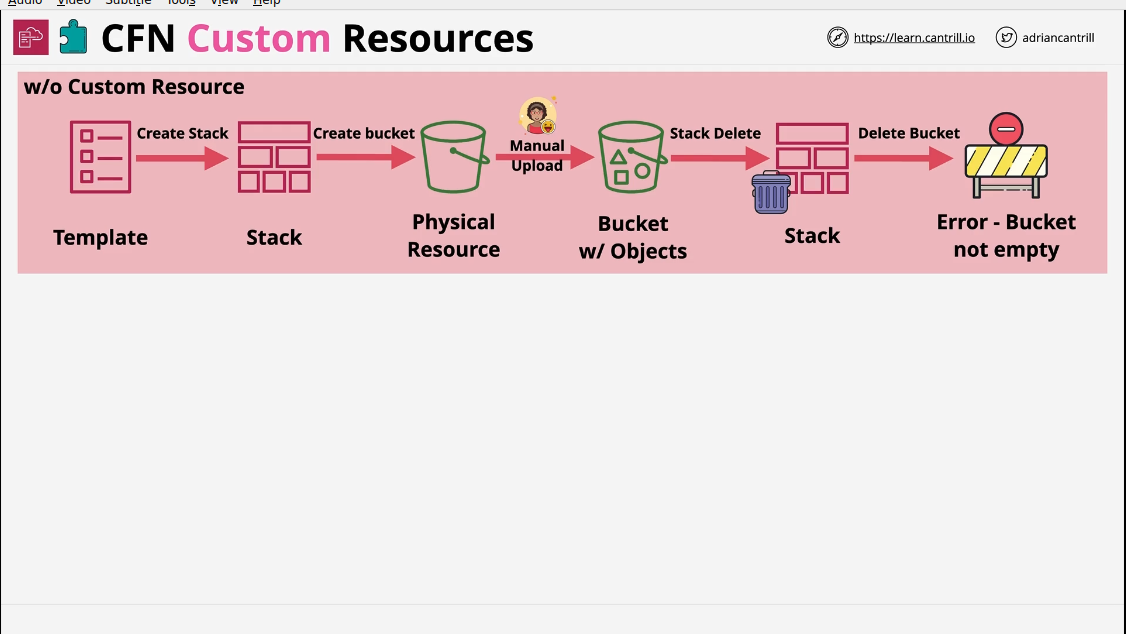 Audio Video Subtitle Tools View Help
CFN Custom Resources
https://learn.cantrill.io
adriancantrill
w/o Custom Resource
Create Stack
Create bucket
Manual
Upload
Stack Delete
Delete Bucket
Template
Stack
Physical
Resource
Bucket
w/ Objects
Stack
Error - Bucket
not empty